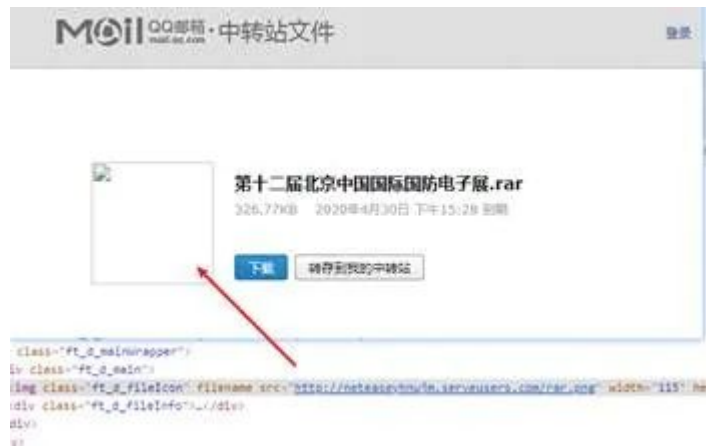 MAil QQ邮箱 mail.qq.com ·中转站文件
登录
第十二届北京中国国际国防电子展.rar
326.77KB 2020年4月30日 下午15:28 到期
下载 转存到我的中转站
class="ft_d_mainwrapper">
iv class="ft_d_main">
img class="ft_d_fileIcon" filename src="http:// .serveusers.com/rar.png" width="115" he
div class="ft_d_fileInfo">…</div>
div>